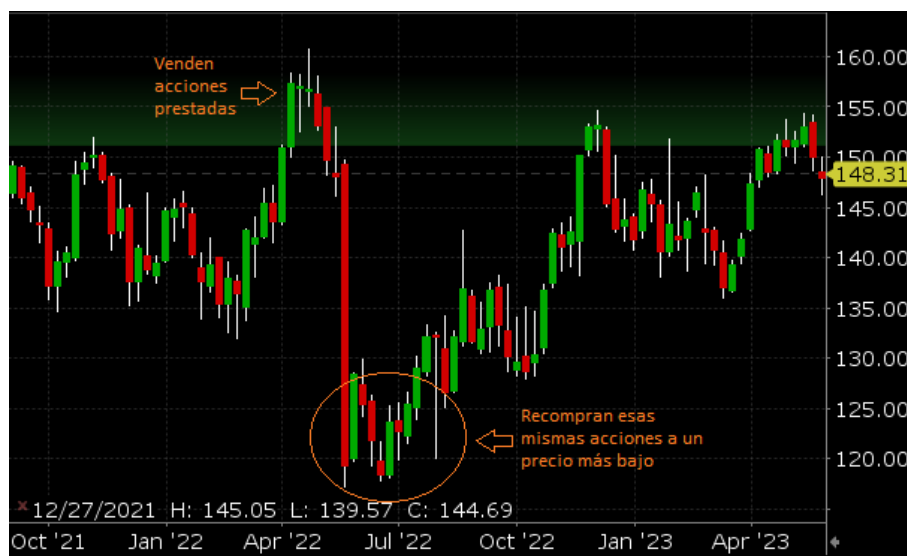 Venden
acciones
prestadas
160.00
155.00
150.00
148.31
145.00
140.00
135.00
130.00
125.00
120.00
Recompran esas
mismas acciones a un
precio más bajo
x 12/27/2021 H: 145.05 L: 139.57 C: 144.69
Oct '21 Jan '22 Apr '22 Jul '22 Oct '22 Jan '23 Apr '23